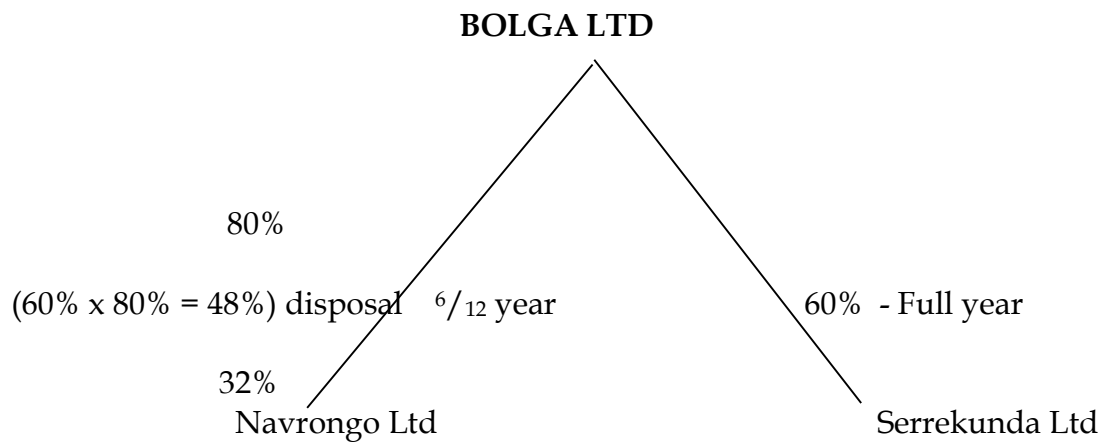 BOLGA LTD
80%
(60% x 80% = 48%) disposal 6/12 year 60% - Full year
32%
Navrongo Ltd Serrekunda Ltd